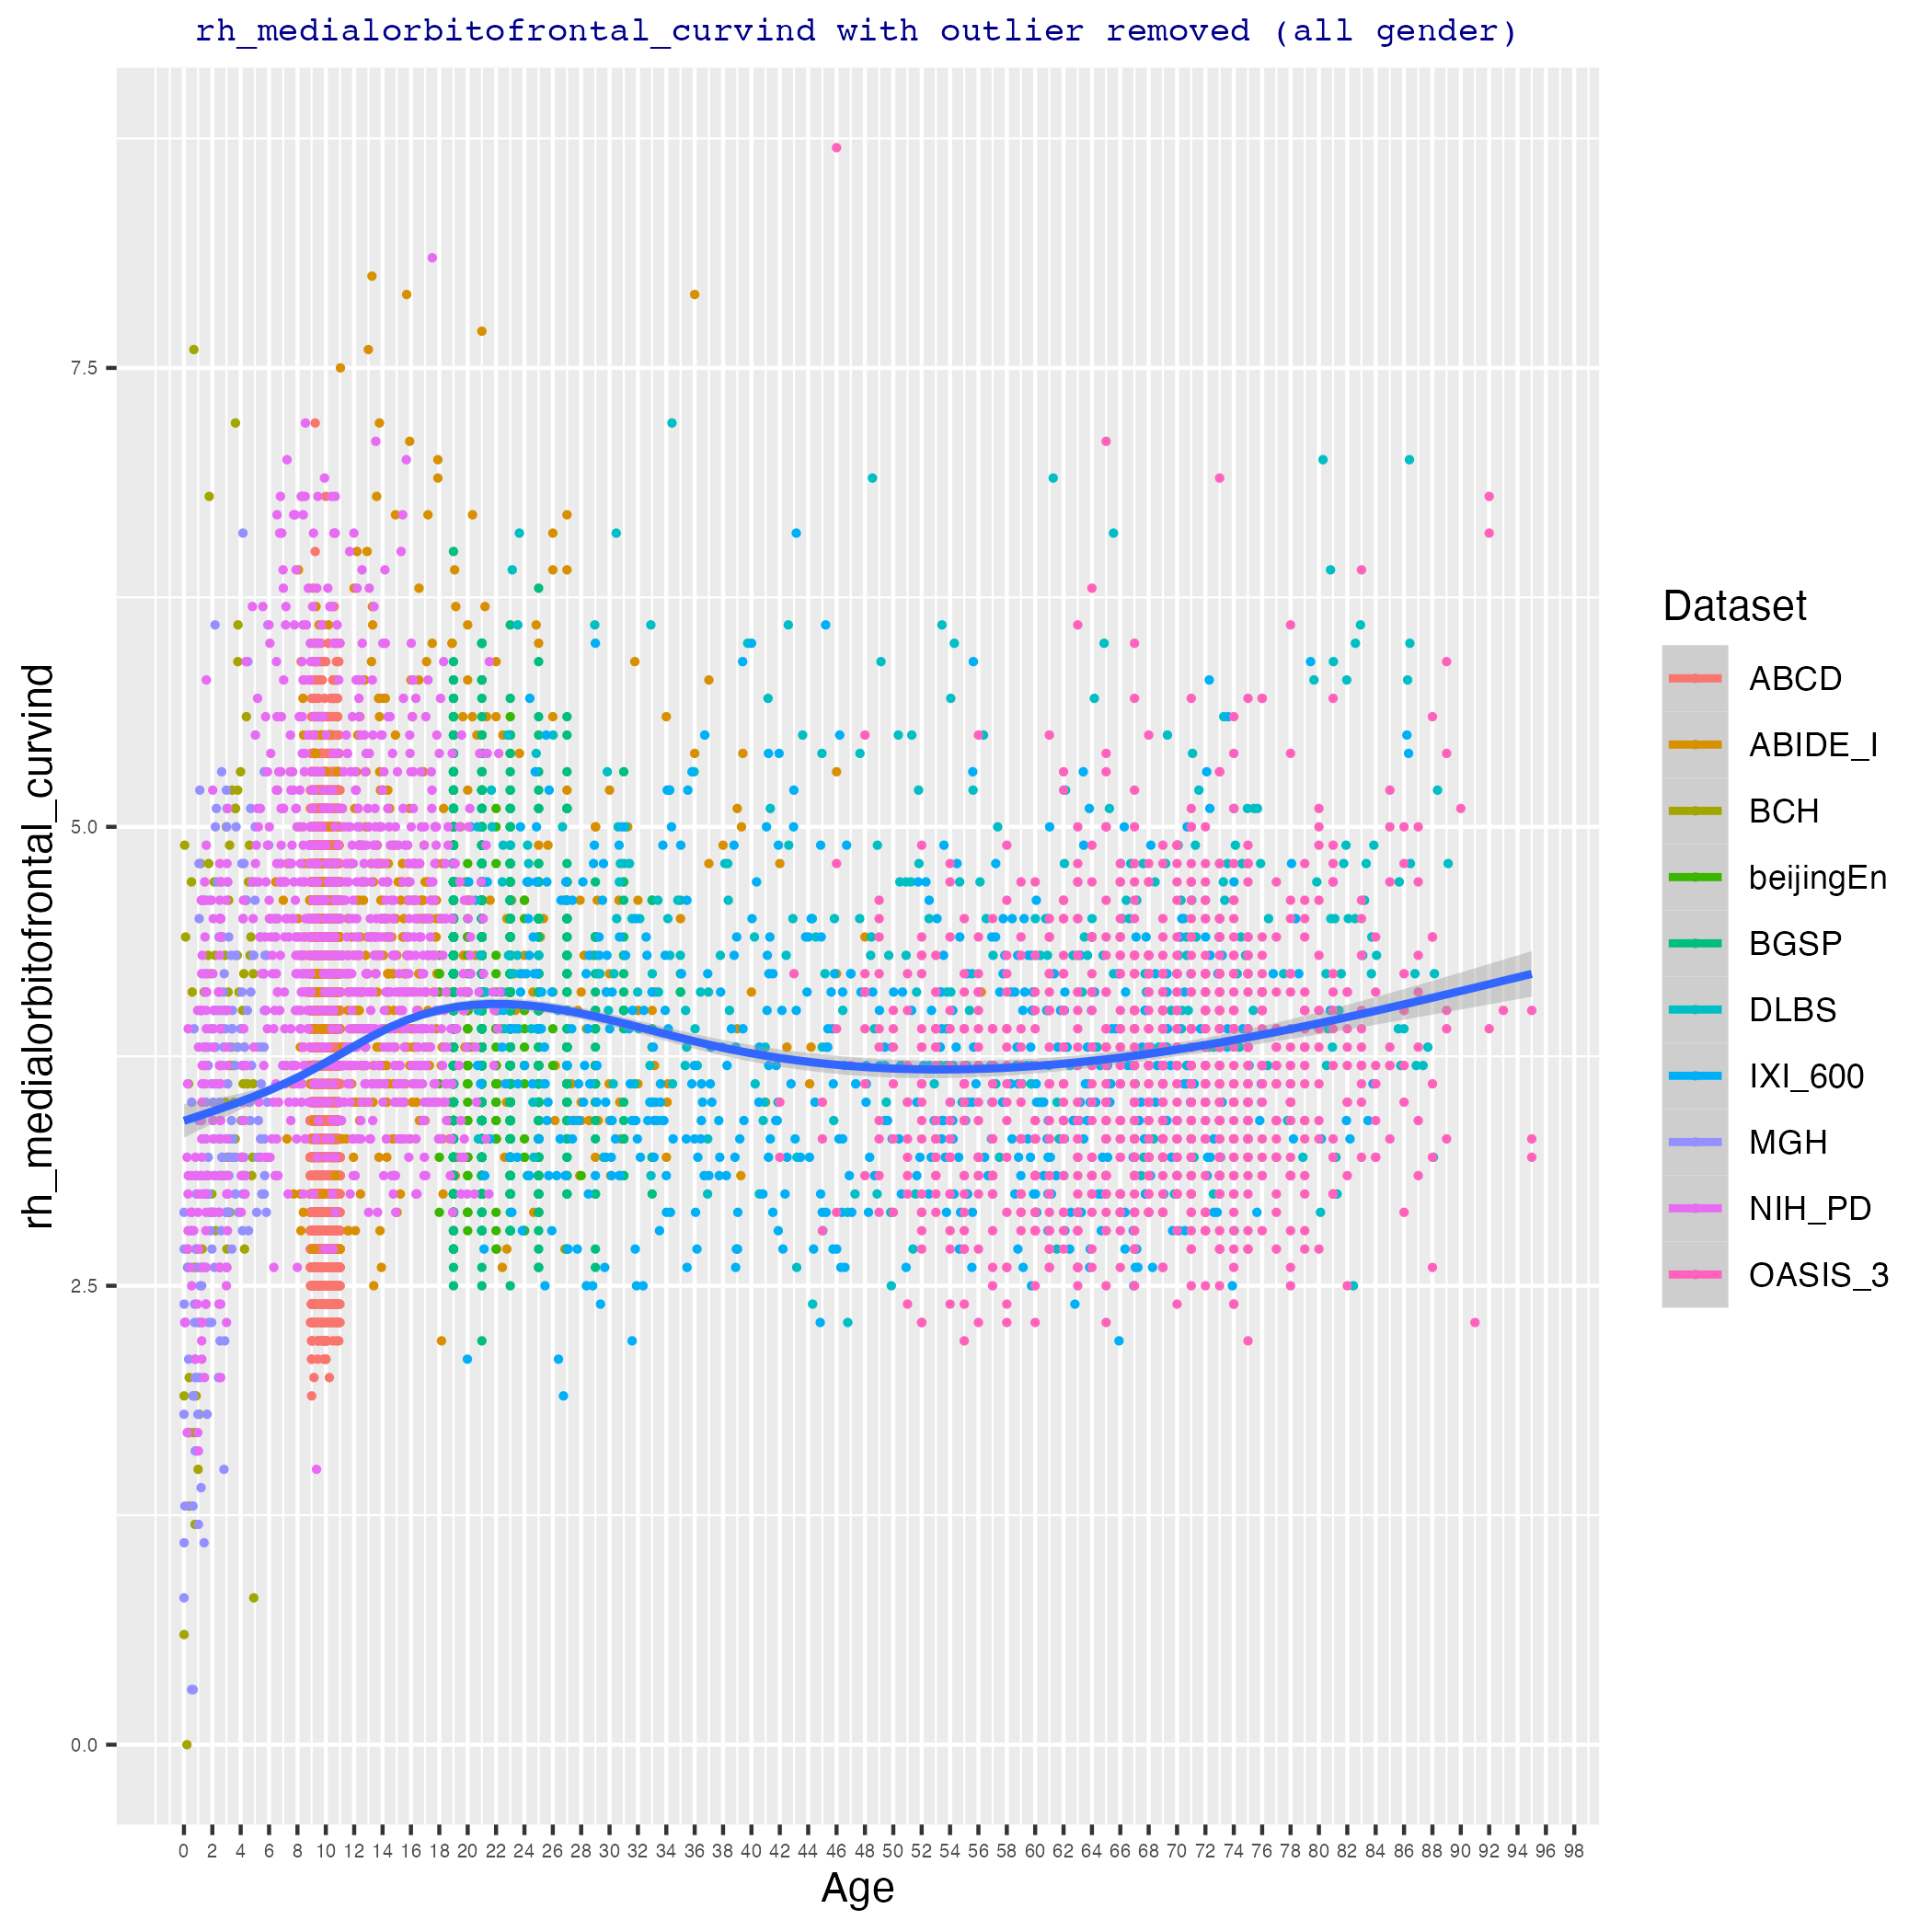 rh_medialorbitofrontal_curvind with outlier removed (all gender)
rh_medialorbitofrontal_curvind
7.5
5.0
2.5
0.0
0 2 4 6 8 10 12 14 16 18 20 22 24 26 28 30 32 34 36 38 40 42 44 46 48 50 52 54 56 58 60 62 64 66 68 70 72 74 76 78 80 82 84 86 88 90 92 94 96 98
Age
Dataset
ABCD
ABIDE_I
BCH
beijingEn
BGSP
DLBS
IXI_600
MGH
NIH_PD
OASIS_3